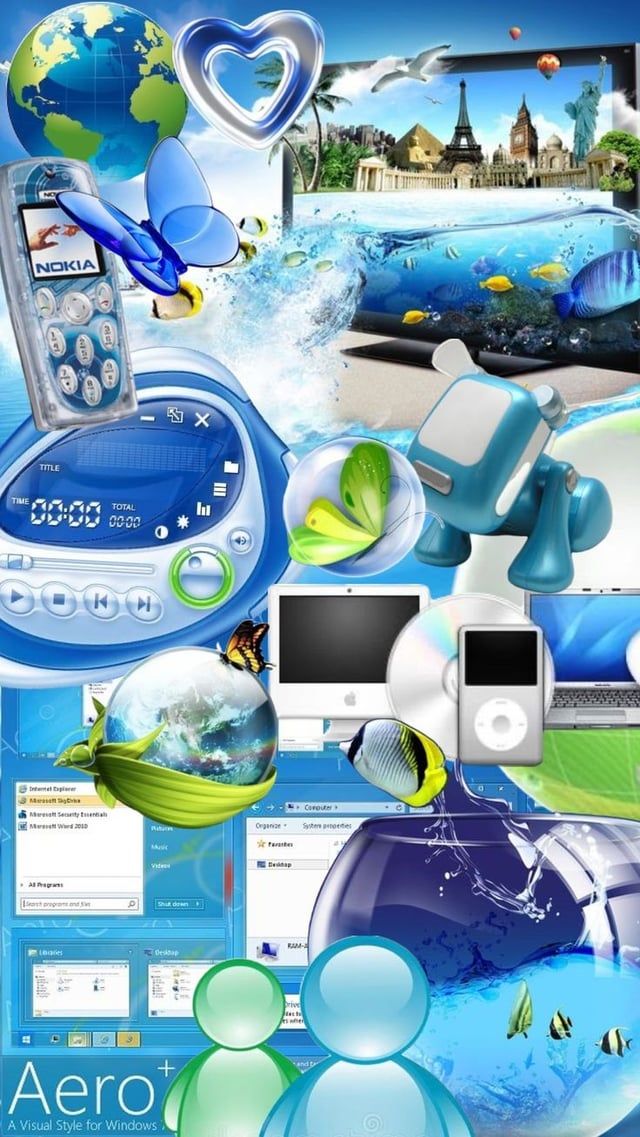 NOKIA
TITLE
TIME 00:00
TOTAL 00:00
Internet Explorer
Microsoft SkyDrive
Microsoft Security Essentials
Microsoft Word 2010
All Programs
Search programs and files
Pictures
Music
Videos
Shut down
Computer
Organize
System properties
Favorites
Desktop
Libraries
Desktop
Aero+
A Visual Style for Windows 7